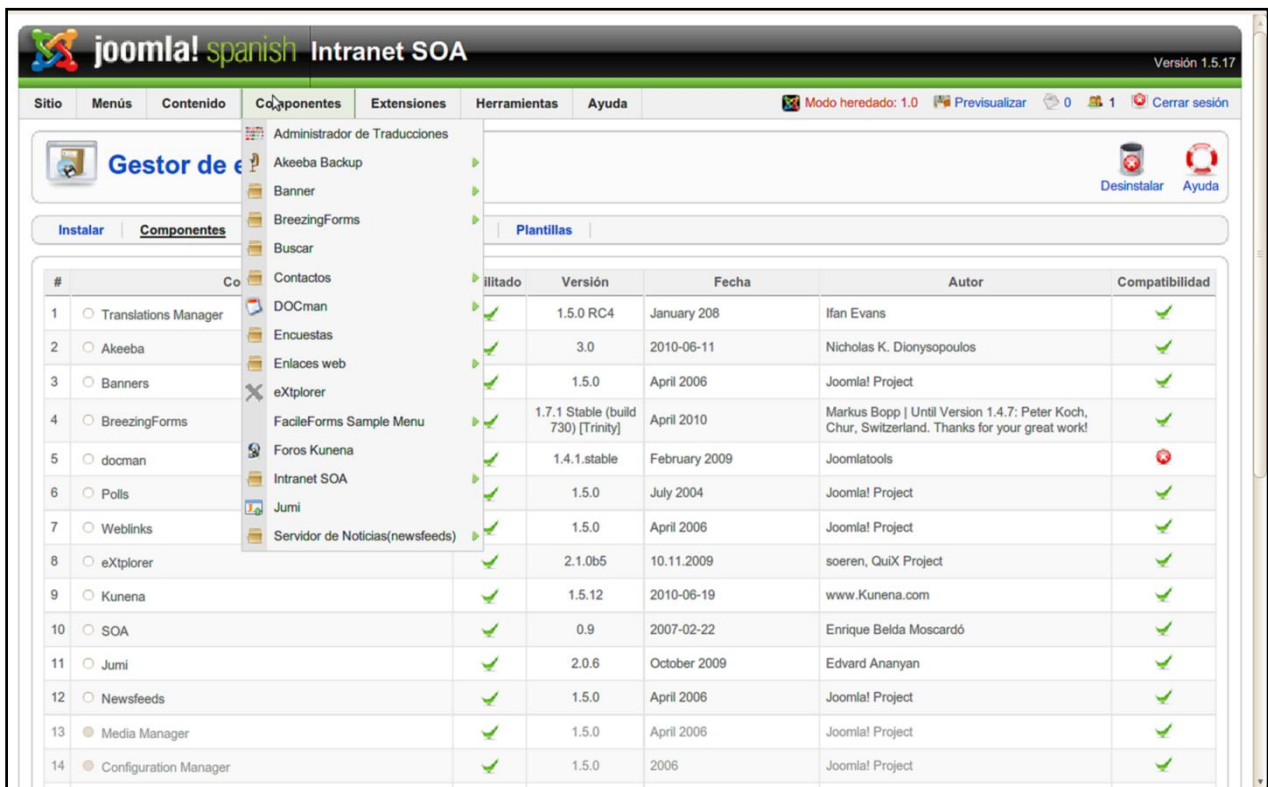 joomla! spanish Intranet SOA
Versión 1.5.17
Sitio Menús Contenido Componentes Extensiones Herramientas Ayuda Modo heredado: 1.0 Previsualizar 0 1 Cerrar sesión
Administrador de Traducciones
Akeeba Backup
Banner
BreezingForms
Buscar
Contactos
DOCman
Encuestas
Enlaces web
eXtplorer
FacileForms Sample Menu
Foros Kunena
Intranet SOA
Jumi
Servidor de Noticias(newsfeeds)
Gestor de e
Desinstalar Ayuda
Instalar Componentes Plantillas
# Co ilitado Versión Fecha Autor Compatibilidad
1 Translations Manager 1.5.0 RC4 January 208 Ifan Evans
2 Akeeba 3.0 2010-06-11 Nicholas K. Dionysopoulos
3 Banners 1.5.0 April 2006 Joomla! Project
4 BreezingForms 1.7.1 Stable (build 730) [Trinity] April 2010 Markus Bopp | Until Version 1.4.7: Peter Koch, Chur, Switzerland. Thanks for your great work!
5 docman 1.4.1.stable February 2009 Joomlatools
6 Polls 1.5.0 July 2004 Joomla! Project
7 Weblinks 1.5.0 April 2006 Joomla! Project
8 eXtplorer 2.1.0b5 10.11.2009 soeren, QuiX Project
9 Kunena 1.5.12 2010-06-19 www.Kunena.com
10 SOA 0.9 2007-02-22 Enrique Belda Moscardó
11 Jumi 2.0.6 October 2009 Edvard Ananyan
12 Newsfeeds 1.5.0 April 2006 Joomla! Project
13 Media Manager 1.5.0 April 2006 Joomla! Project
14 Configuration Manager 1.5.0 2006 Joomla! Project